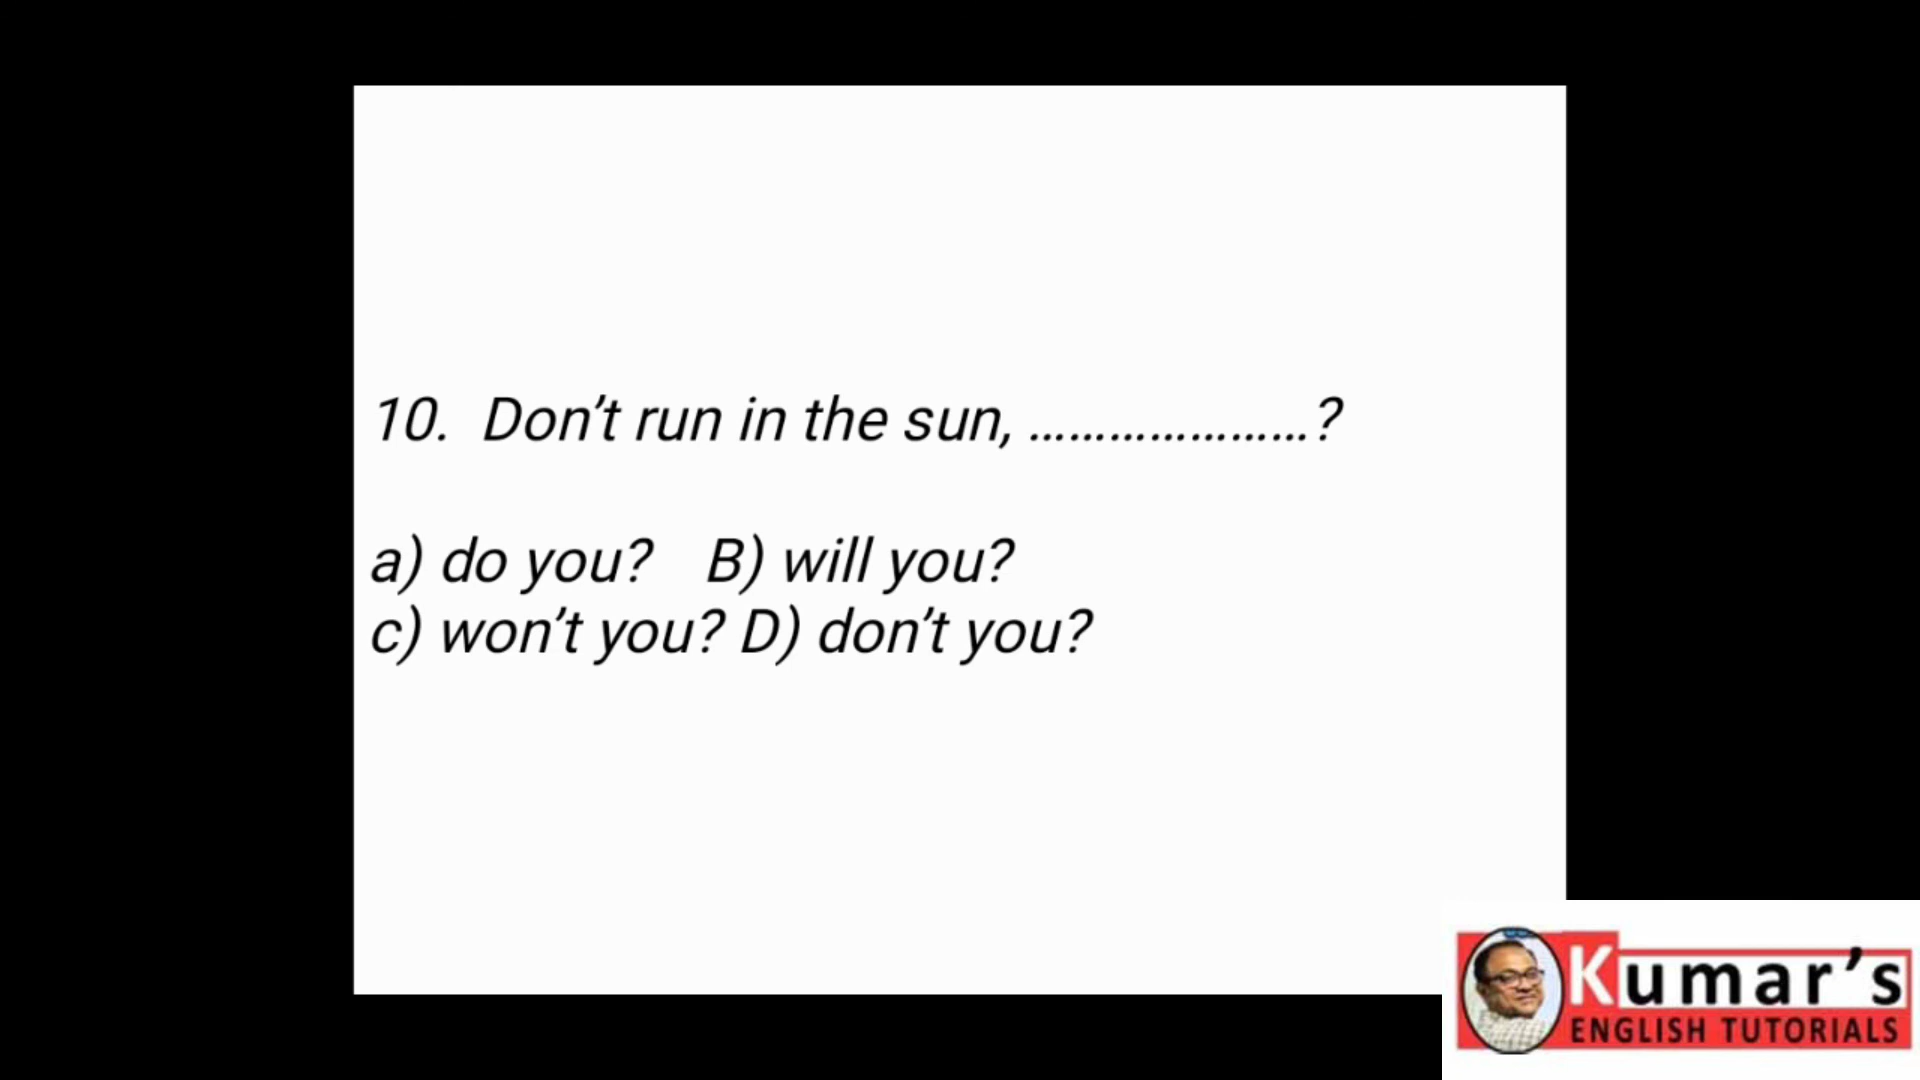 10. Don't run in the sun, .....................?
a) do you? B) will you?
c) won't you? D) don't you?
Kumar's
ENGLISH TUTORIALS